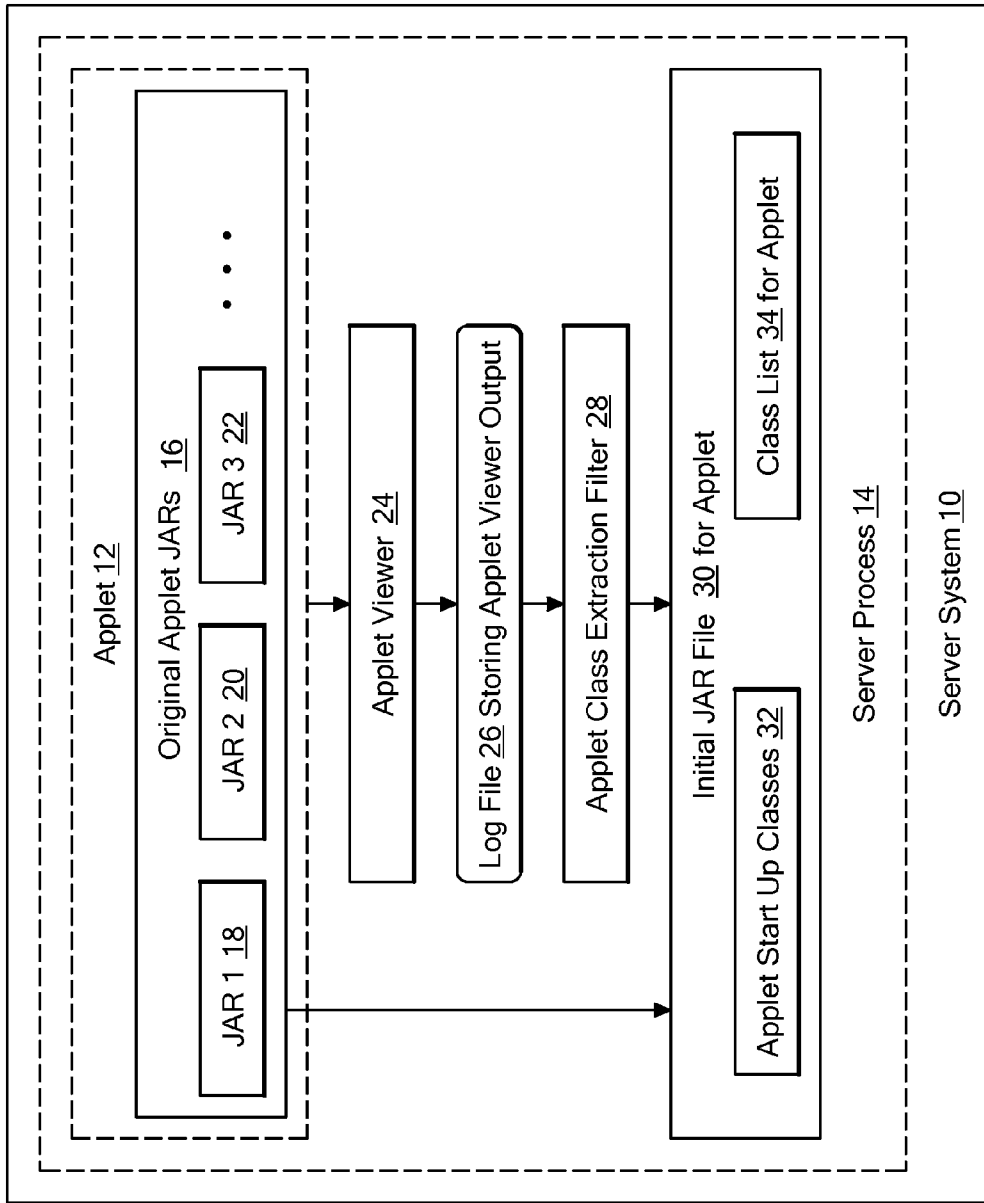 Applet 12
Original Applet JARs 16
JAR 1 18
JAR 2 20
JAR 3 22
• • •
Applet Viewer 24
Log File 26 Storing Applet Viewer Output
Applet Class Extraction Filter 28
Initial JAR File 30 for Applet
Applet Start Up Classes 32
Class List 34 for Applet
Server Process 14
Server System 10